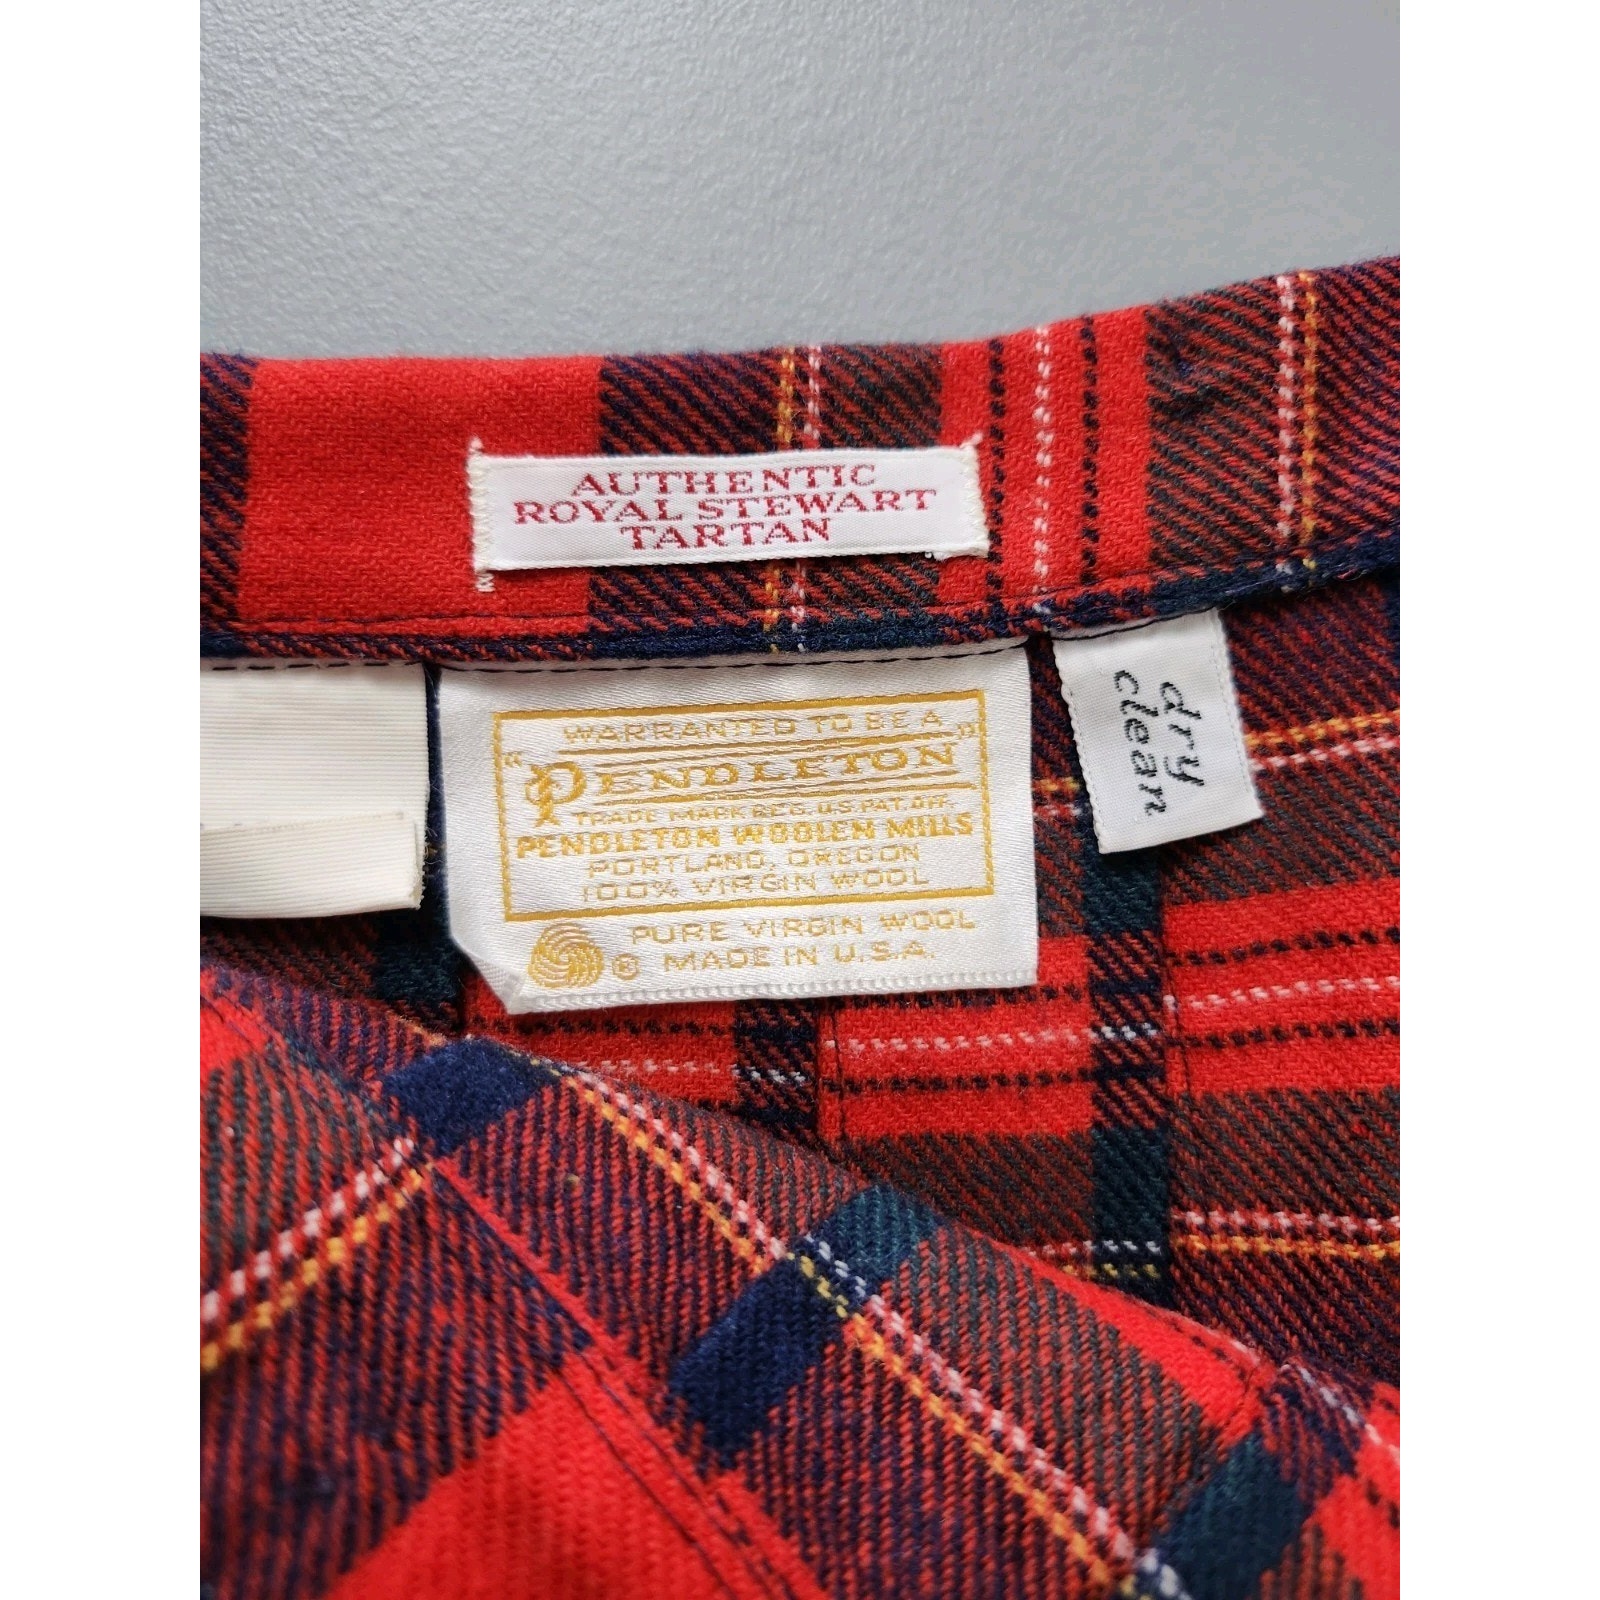 AUTHENTIC
ROYAL STEWART
TARTAN
WARRANTED TO BE A
"PENDLETON"
TRADE MARK REG. U.S. PAT. OFF.
PENDLETON WOOLEN MILLS
PORTLAND, OREGON
100% VIRGIN WOOL
PURE VIRGIN WOOL
® MADE IN U.S.A.
dry
clean